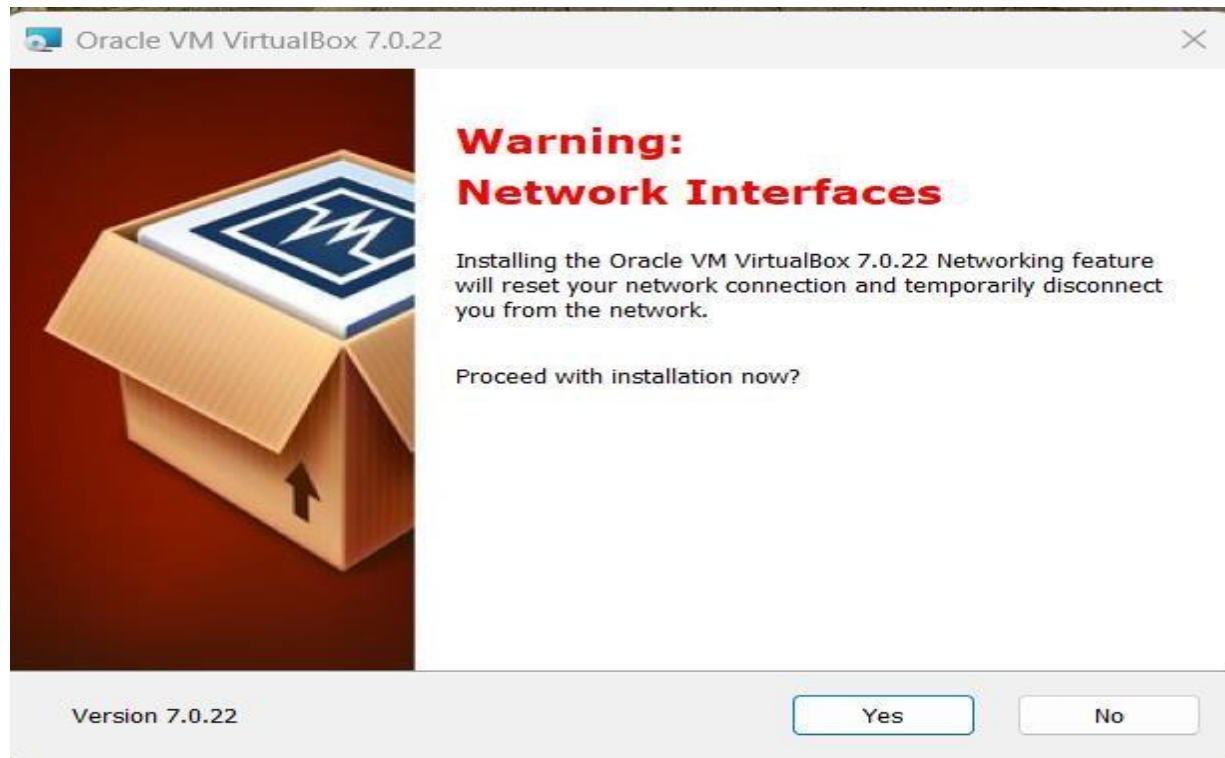 Oracle VM VirtualBox 7.0.22
Warning:
Network Interfaces
Installing the Oracle VM VirtualBox 7.0.22 Networking feature
will reset your network connection and temporarily disconnect
you from the network.
Proceed with installation now?
Version 7.0.22
Yes
No